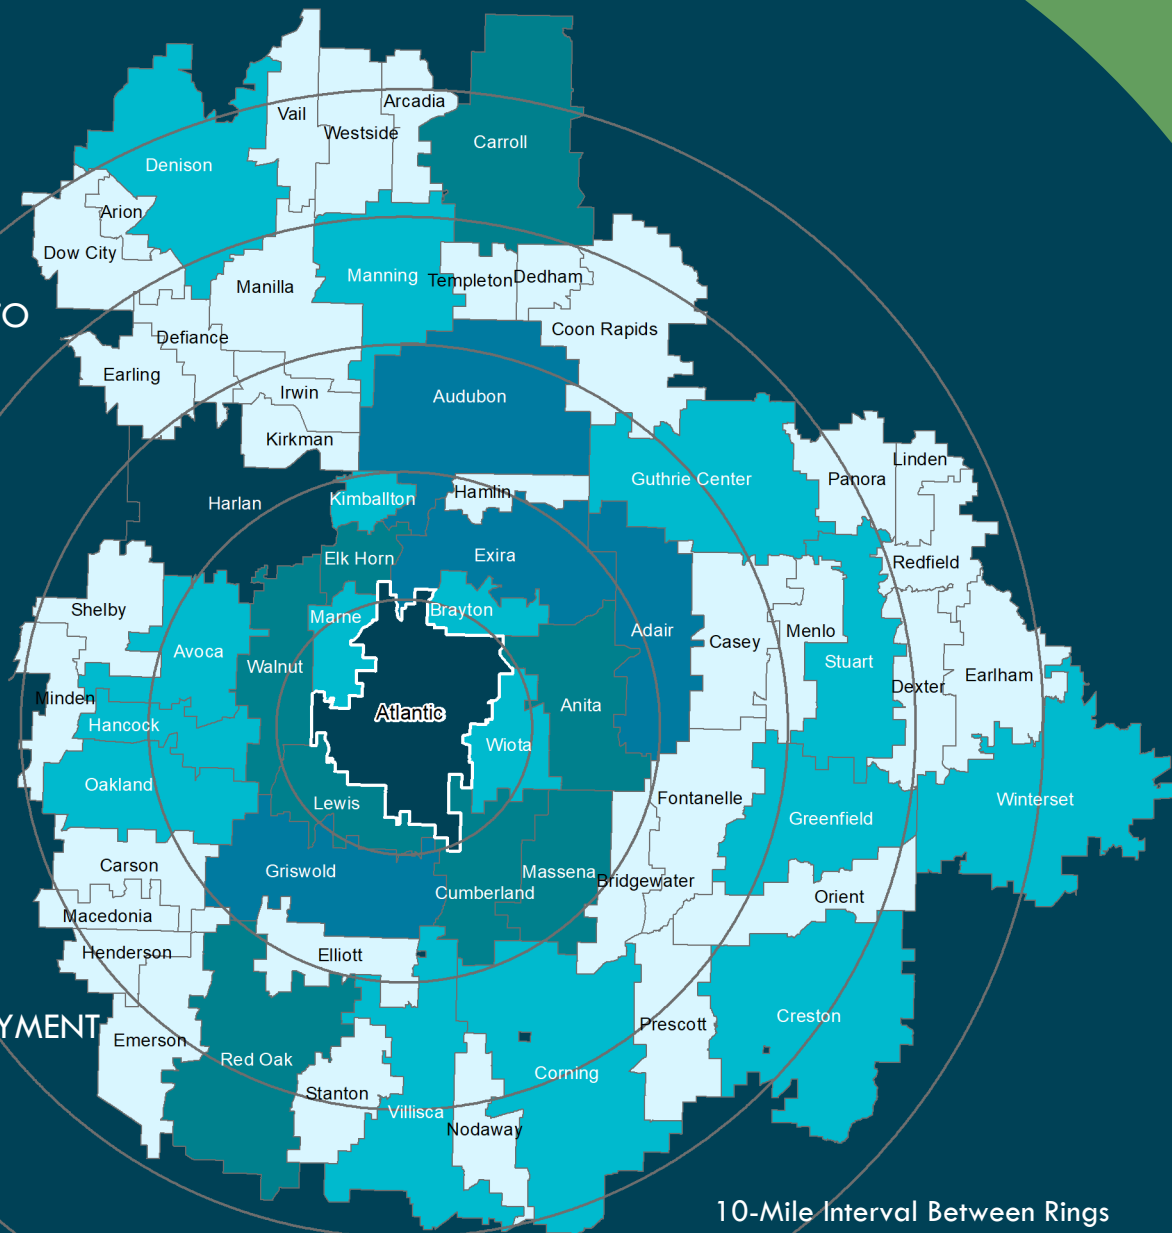 Arcadia
Vail
Westside
Carroll
Denison
Arion
Dow City
Manning
Templeton
Dedham
Manilla
O
Coon Rapids
Defiance
Earling
Irwin
Audubon
Kirkman
Linden
Guthrie Center
Panora
Hamlin
Kimballton
Harlan
Elk Horn
Exira
Redfield
Shelby
Marne
Brayton
Adair
Menlo
Casey
Avoca
Walnut
Stuart
Earlham
Dexter
Minden
Anita
Atlantic
Hancock
Wiota
Oakland
Lewis
Fontanelle
Winterset
Greenfield
Carson
Griswold
Massena
Bridgewater
Cumberland
Orient
Macedonia
Henderson
Elliott
Creston
YMENT
Prescott
Emerson
Red Oak
Corning
Stanton
Villisca
Nodaway
10-Mile Interval Between Rings